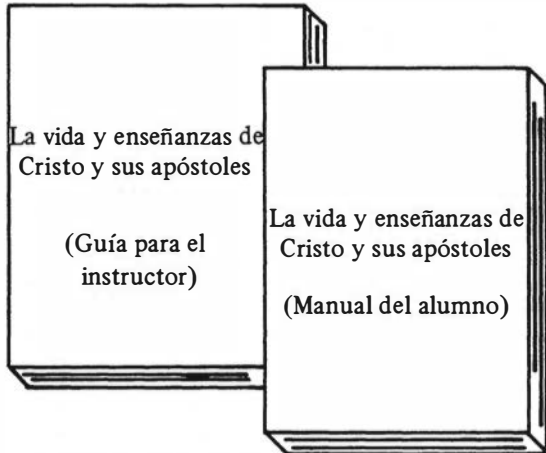 La vida y enseñanzas de
Cristo y sus apóstoles
(Guía para el
instructor)
La vida y enseñanzas de
Cristo y sus apóstoles
(Manual del alumno)